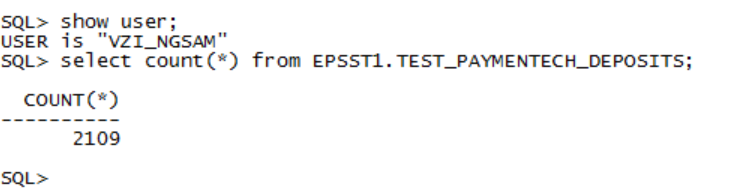 SQL> show user;
USER is "VZI_NGSAM"
SQL> select count(*) from EPSST1.TEST_PAYMENTECH_DEPOSITS;
COUNT(*)
----------
2109
SQL>